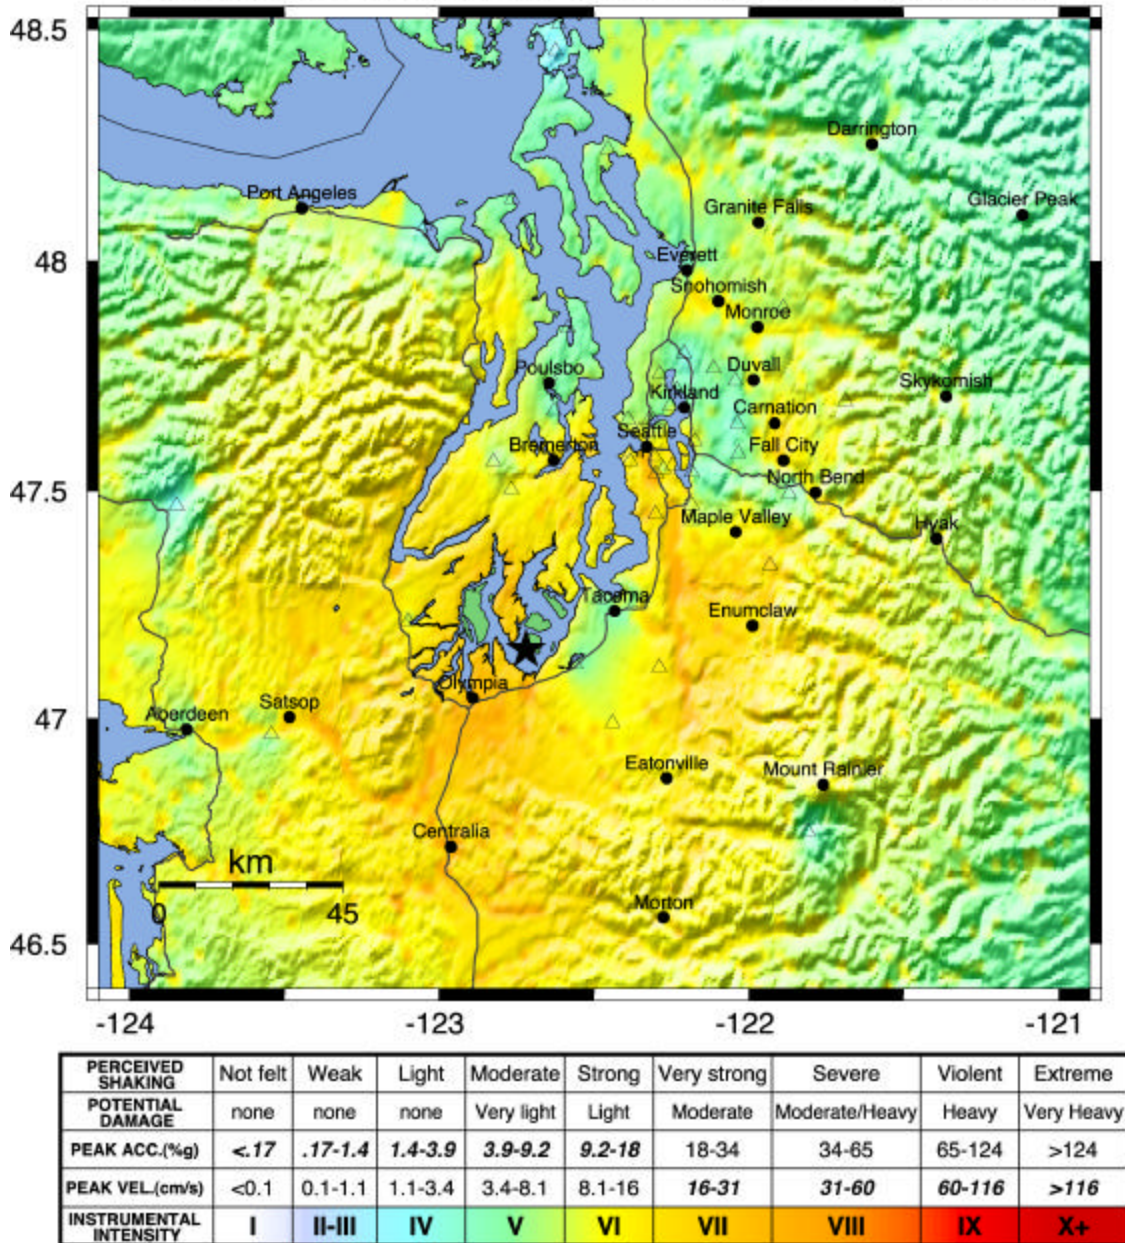 48.5
Darrington
Port Angeles
Glacier Peak
Granite Falls
48
Everett
Snohomish
Monroe
Poulsbo
Duvall
Kirkland
Skykomish
Carnation
Seattle
Bremerton
Fall City
North Bend
47.5
Maple Valley
Hyak
Tacoma
Enumclaw
Olympia
Satsop
47
Aberdeen
Eatonville
Mount Rainier
Centralia
km
Morton
0 45
46.5
-124 -123 -122 -121
PERCEIVED SHAKING Not felt Weak Light Moderate Strong Very strong Severe Violent Extreme
POTENTIAL DAMAGE none none none Very light Light Moderate Moderate/Heavy Heavy Very Heavy
PEAK ACC.(%g) <.17 .17-1.4 1.4-3.9 3.9-9.2 9.2-18 18-34 34-65 65-124 >124
PEAK VEL.(cm/s) <0.1 0.1-1.1 1.1-3.4 3.4-8.1 8.1-16 16-31 31-60 60-116 >116
INSTRUMENTAL INTENSITY I II-III IV V VI VII VIII IX X+